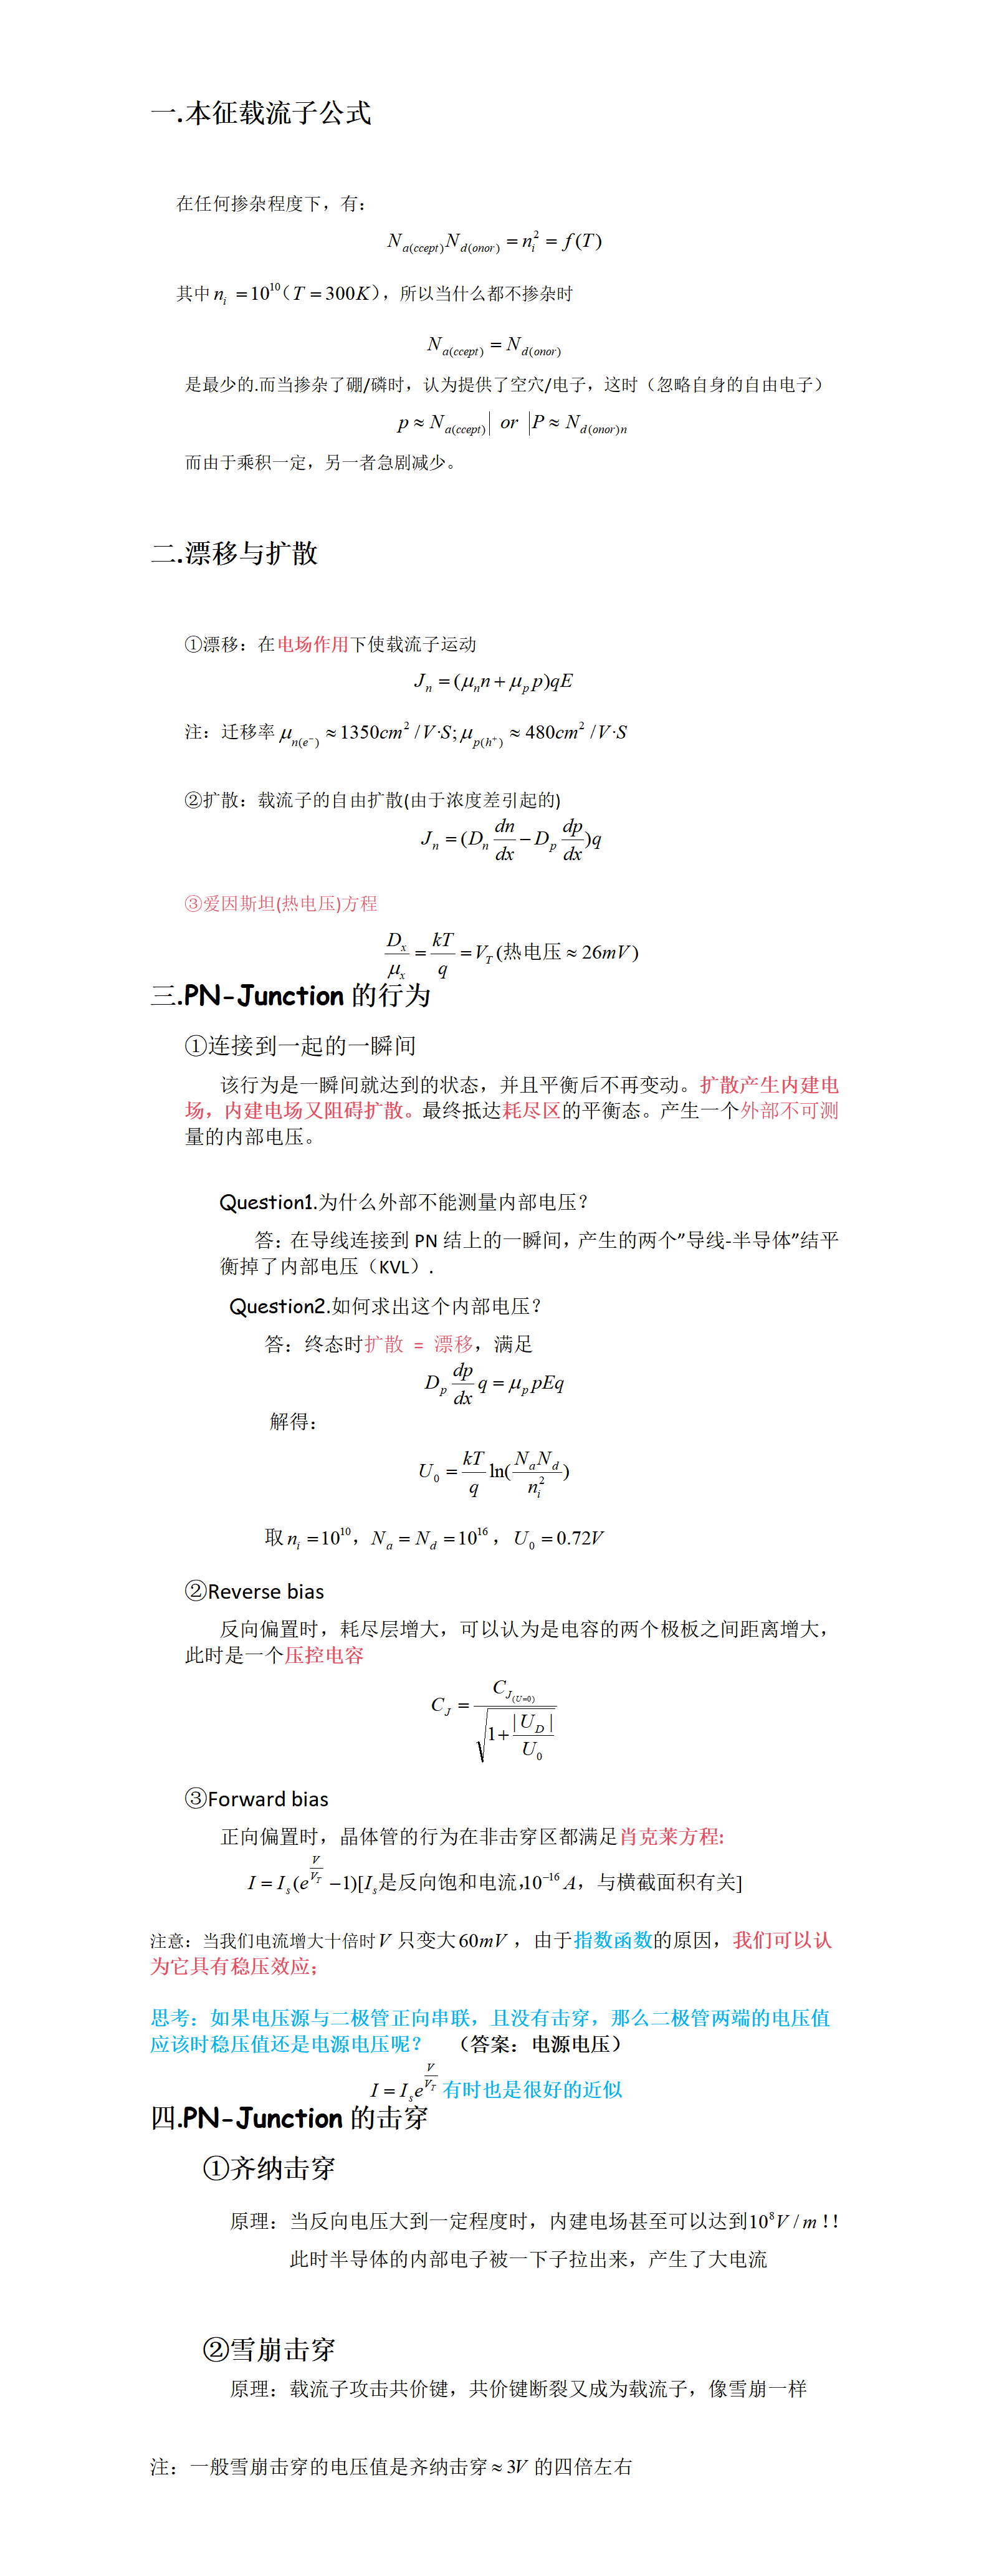 一.本征载流子公式
在任何掺杂程度下，有：
N_{a(ccept)}N_{d(onor)} = n_i^2 = f(T)
其中n_i = 10^{10}（T = 300K），所以当什么都不掺杂时
N_{a(ccept)} = N_{d(onor)}
是最少的.而当掺杂了硼/磷时，认为提供了空穴/电子，这时（忽略自身的自由电子）
p ≈ N_{a(ccept)}| or |P ≈ N_{d(onor)n}
而由于乘积一定，另一者急剧减少。
二.漂移与扩散
①漂移：在电场作用下使载流子运动
J_n = (μ_n n + μ_p p)qE
注：迁移率 μ_{n(e^-)} ≈ 1350cm^2 / V·S; μ_{p(h^+)} ≈ 480cm^2 / V·S
②扩散：载流子的自由扩散(由于浓度差引起的)
J_n = (D_n \frac{dn}{dx} − D_p \frac{dp}{dx})q
③爱因斯坦(热电压)方程
\frac{D_x}{μ_x} = \frac{kT}{q} = V_T (热电压 ≈ 26mV)
三.PN-Junction 的行为
①连接到一起的一瞬间
该行为是一瞬间就达到的状态，并且平衡后不再变动。扩散产生内建电
场，内建电场又阻碍扩散。最终抵达耗尽区的平衡态。产生一个外部不可测
量的内部电压。
Question1.为什么外部不能测量内部电压？
答：在导线连接到 PN 结上的一瞬间，产生的两个”导线-半导体”结平
衡掉了内部电压（KVL）.
Question2.如何求出这个内部电压？
答：终态时扩散 = 漂移，满足
D_p \frac{dp}{dx} q = μ_p pEq
解得：
U_0 = \frac{kT}{q} ln(\frac{N_a N_d}{n_i^2})
取 n_i = 10^{10}，N_a = N_d = 10^{16}，U_0 = 0.72V
②Reverse bias
反向偏置时，耗尽层增大，可以认为是电容的两个极板之间距离增大，
此时是一个压控电容
C_J = \frac{C_{J_{(U=0)}}}{\sqrt{1 + \frac{|U_D|}{U_0}}}
③Forward bias
正向偏置时，晶体管的行为在非击穿区都满足肖克莱方程:
I = I_s(e^{\frac{V}{V_T}} −1)[I_s是反向饱和电流，10^{−16} A，与横截面积有关]
注意：当我们电流增大十倍时V 只变大60mV ，由于指数函数的原因，我们可以认
为它具有稳压效应；
思考：如果电压源与二极管正向串联，且没有击穿，那么二极管两端的电压值
应该时稳压值还是电源电压呢？ （答案：电源电压）
I = I_s e^{\frac{V}{V_T}} 有时也是很好的近似
四.PN-Junction 的击穿
①齐纳击穿
原理：当反向电压大到一定程度时，内建电场甚至可以达到10^8V / m ! !
此时半导体的内部电子被一下子拉出来，产生了大电流
②雪崩击穿
原理：载流子攻击共价键，共价键断裂又成为载流子，像雪崩一样
注：一般雪崩击穿的电压值是齐纳击穿 ≈ 3V 的四倍左右